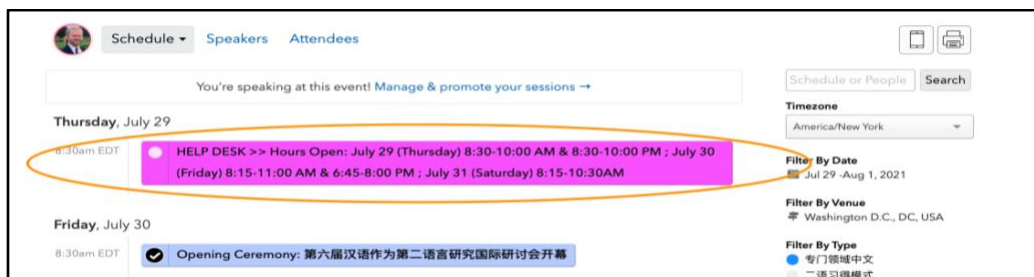 Schedule Speakers Attendees
You're speaking at this event! Manage & promote your sessions →
Thursday, July 29
8:30am EDT
HELP DESK >> Hours Open: July 29 (Thursday) 8:30-10:00 AM & 8:30-10:00 PM ; July 30
(Friday) 8:15-11:00 AM & 6:45-8:00 PM ; July 31 (Saturday) 8:15-10:30AM
Friday, July 30
8:30am EDT
Opening Ceremony: 第六届汉语作为第二语言研究国际研讨会开幕
Schedule or People Search
Timezone
America/New York
Filter By Date
Jul 29 -Aug 1, 2021
Filter By Venue
Washington D.C., DC, USA
Filter By Type
专门领域中文
二语习得模式